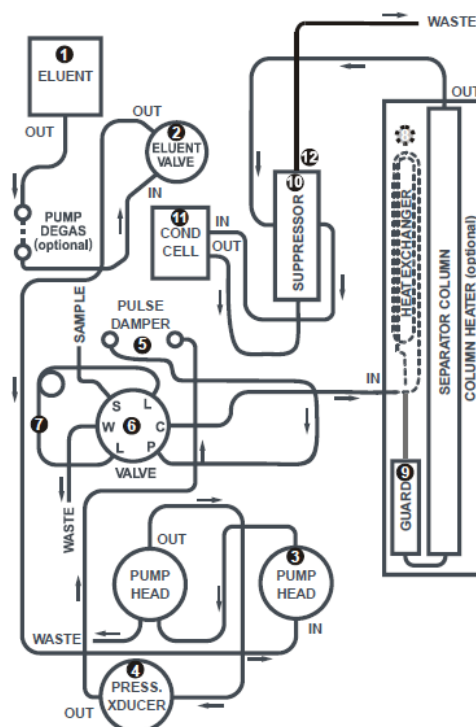 WASTE
1
ELUENT
OUT
OUT
2
ELUENT
VALVE
OUT
12
10
SUPPRESSOR
IN
PUMP
DEGAS
(optional)
11
COND
CELL
IN
OUT
HEAT EXCHANGER
SEPARATOR COLUMN
COLUMN HEATER (optional)
SAMPLE
PULSE
DAMPER
5
IN
S
L
7
W
6
C
L
P
VALVE
9
GUARD
WASTE
OUT
3
PUMP
HEAD
PUMP
HEAD
WASTE
IN
4
PRESS.
XDUCER
OUT